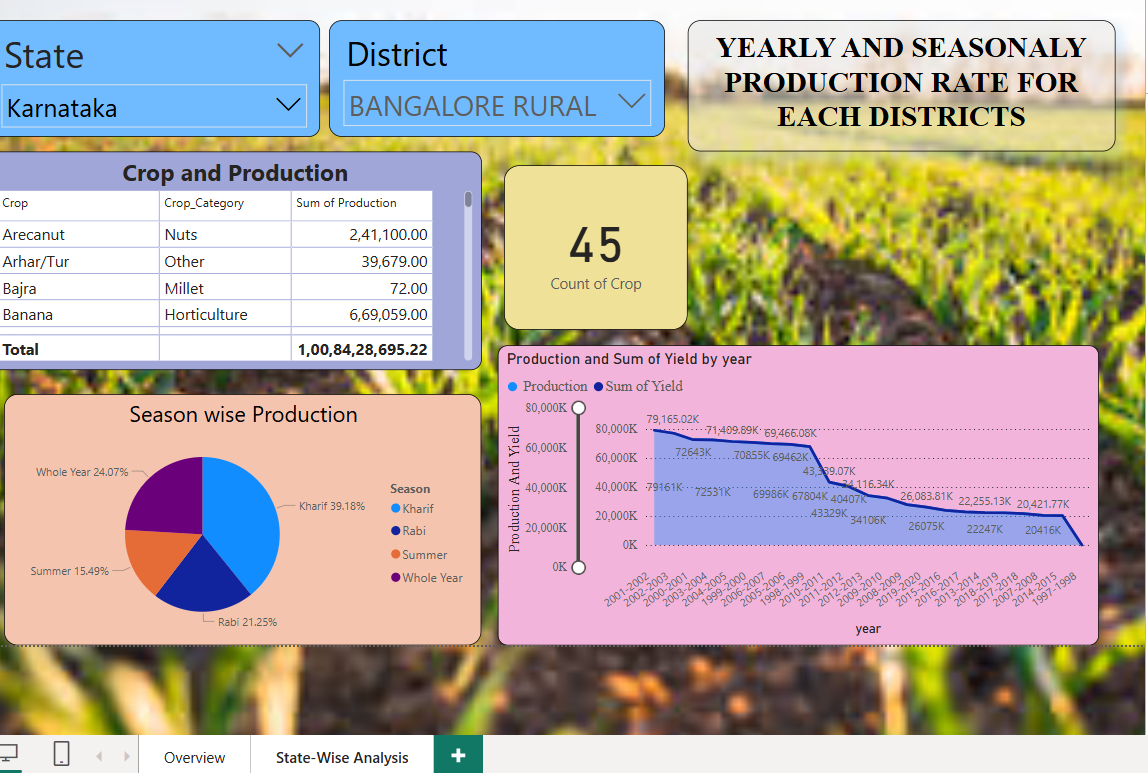 State
Karnataka
District
BANGALORE RURAL
YEARLY AND SEASONALY
PRODUCTION RATE FOR
EACH DISTRICTS
Crop and Production
Crop Crop_Category Sum of Production
Arecanut Nuts 2,41,100.00
Arhar/Tur Other 39,679.00
Bajra Millet 72.00
Banana Horticulture 6,69,059.00
Total 1,00,84,28,695.22
45
Count of Crop
Season wise Production
Whole Year 24.07%
Kharif 39.18%
Summer 15.49%
Rabi 21.25%
Season
Kharif
Rabi
Summer
Whole Year
Production and Sum of Yield by year
Production Sum of Yield
Production And Yield
80,000K
60,000K
40,000K
20,000K
0K
80,000K
60,000K
40,000K
20,000K
0K
79,165.02K 71,409.89K 69,466.08K
72643K 70855K 69462K
43,339.07K
34,116.34K
79161K 72531K 69986K 67804K 40407K
26,083.81K 22,255.13K 20,421.77K
43329K 34106K 26075K 22247K 20416K
2001-2002
2002-2003
2000-2001
2003-2004
2004-2005
1999-2000
2006-2007
2005-2006
1998-1999
2010-2011
2011-2012
2012-2013
2009-2010
2008-2009
2019-2020
2015-2016
2016-2017
2013-2014
2018-2019
2017-2018
2007-2008
2014-2015
1997-1998
year
Overview State-Wise Analysis +